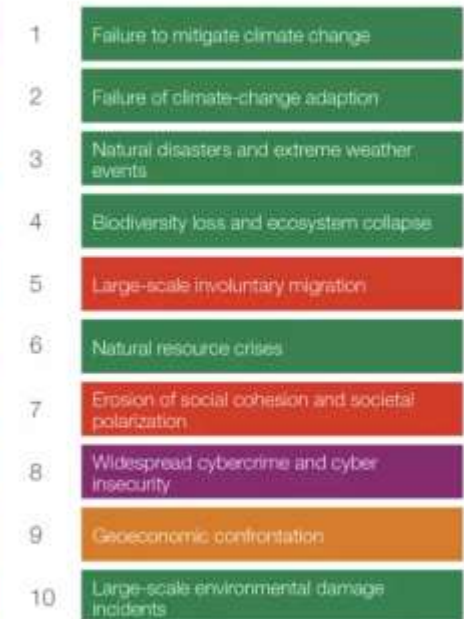 1 Failure to mitigate climate change
2 Failure of climate-change adaption
3 Natural disasters and extreme weather
events
4 Biodiversity loss and ecosystem collapse
5 Large-scale involuntary migration
6 Natural resource crises
7 Erosion of social cohesion and societal
polarization
8 Widespread cybercrime and cyber
insecurity
9 Geoeconomic confrontation
10 Large-scale environmental damage
incidents